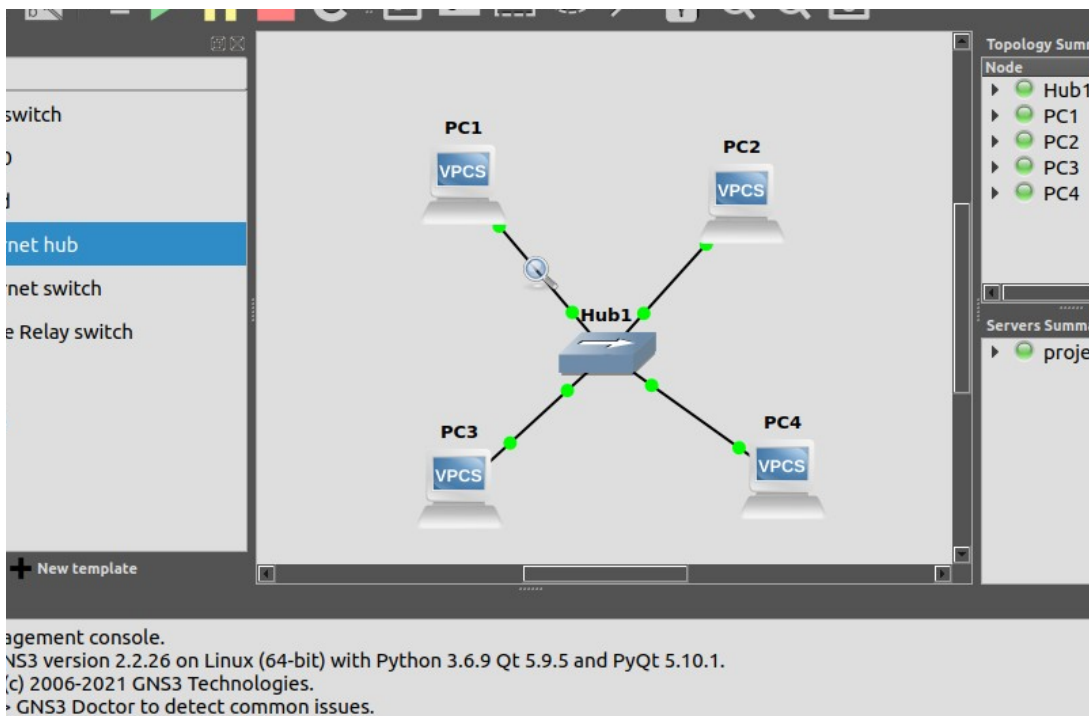 switch
rnet hub
rnet switch
e Relay switch
New template
PC1
VPCS
PC2
VPCS
Hub1
PC3
VPCS
PC4
VPCS
Topology Summ
Node
Hub1
PC1
PC2
PC3
PC4
Servers Summa
proje
agement console.
NS3 version 2.2.26 on Linux (64-bit) with Python 3.6.9 Qt 5.9.5 and PyQt 5.10.1.
(c) 2006-2021 GNS3 Technologies.
> GNS3 Doctor to detect common issues.